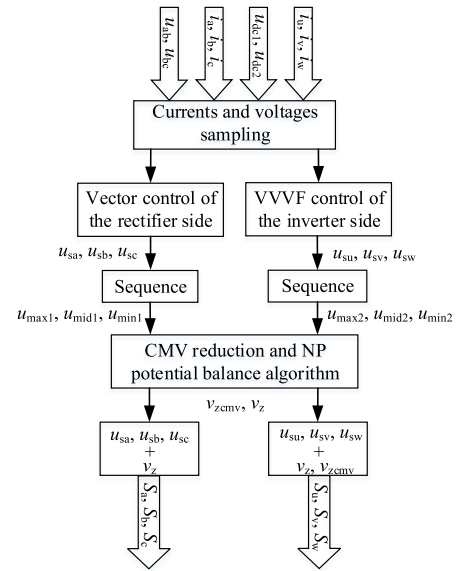 u_ab, u_bc
i_a, i_b, i_c
u_dc1, u_dc2
i_u, i_v, i_w
Currents and voltages
sampling
Vector control of
the rectifier side
VVVF control of
the inverter side
u_sa, u_sb, u_sc
u_su, u_sv, u_sw
Sequence
Sequence
u_max1, u_mid1, u_min1
u_max2, u_mid2, u_min2
CMV reduction and NP
potential balance algorithm
v_zcmv, v_z
u_sa, u_sb, u_sc
+
v_z
u_su, u_sv, u_sw
+
v_z, v_zcmv
S_a, S_b, S_c
S_u, S_v, S_w